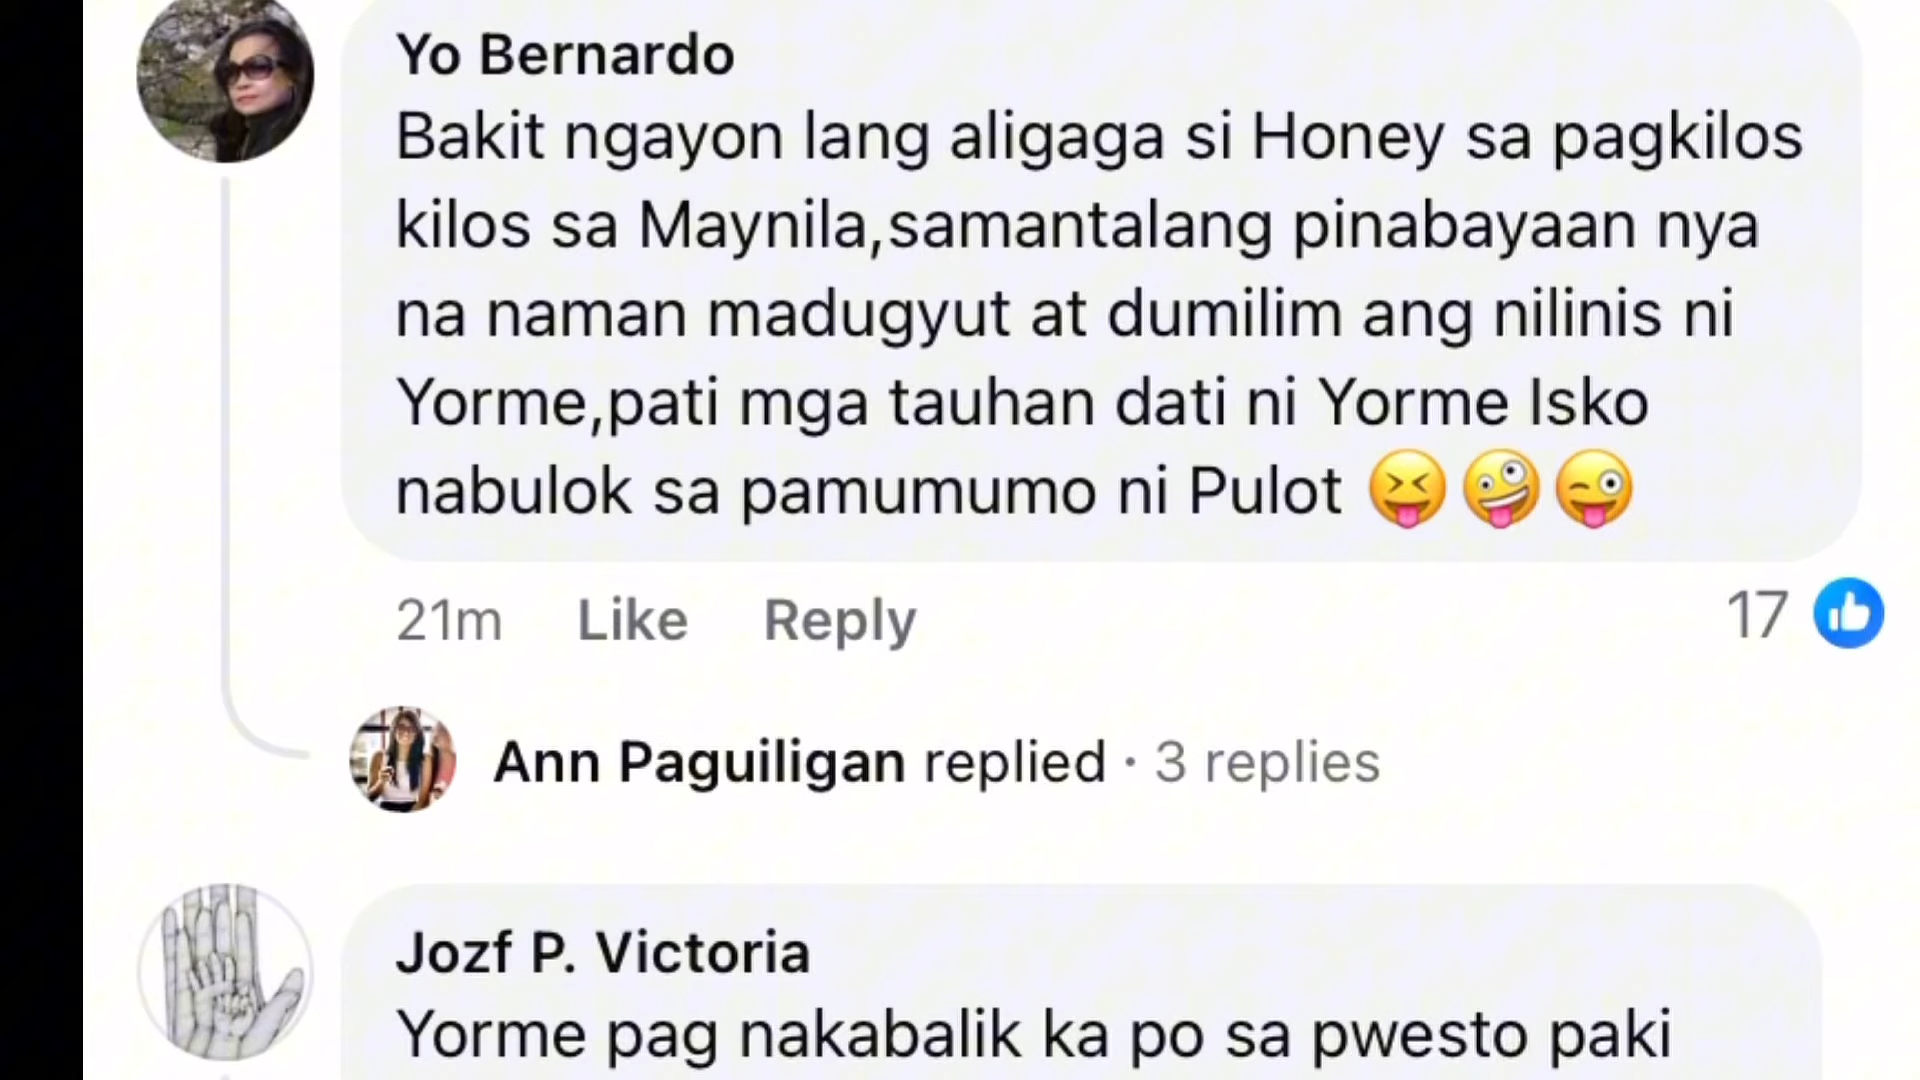 Yo Bernardo
Bakit ngayon lang aligaga si Honey sa pagkilos
kilos sa Maynila,samantalang pinabayaan nya
na naman madugyut at dumilim ang nilinis ni
Yorme,pati mga tauhan dati ni Yorme Isko
nabulok sa pamumumo ni Pulot 😝🤪😜
21m Like Reply 17
Ann Paguiligan replied · 3 replies
Jozf P. Victoria
Yorme pag nakabalik ka po sa pwesto paki